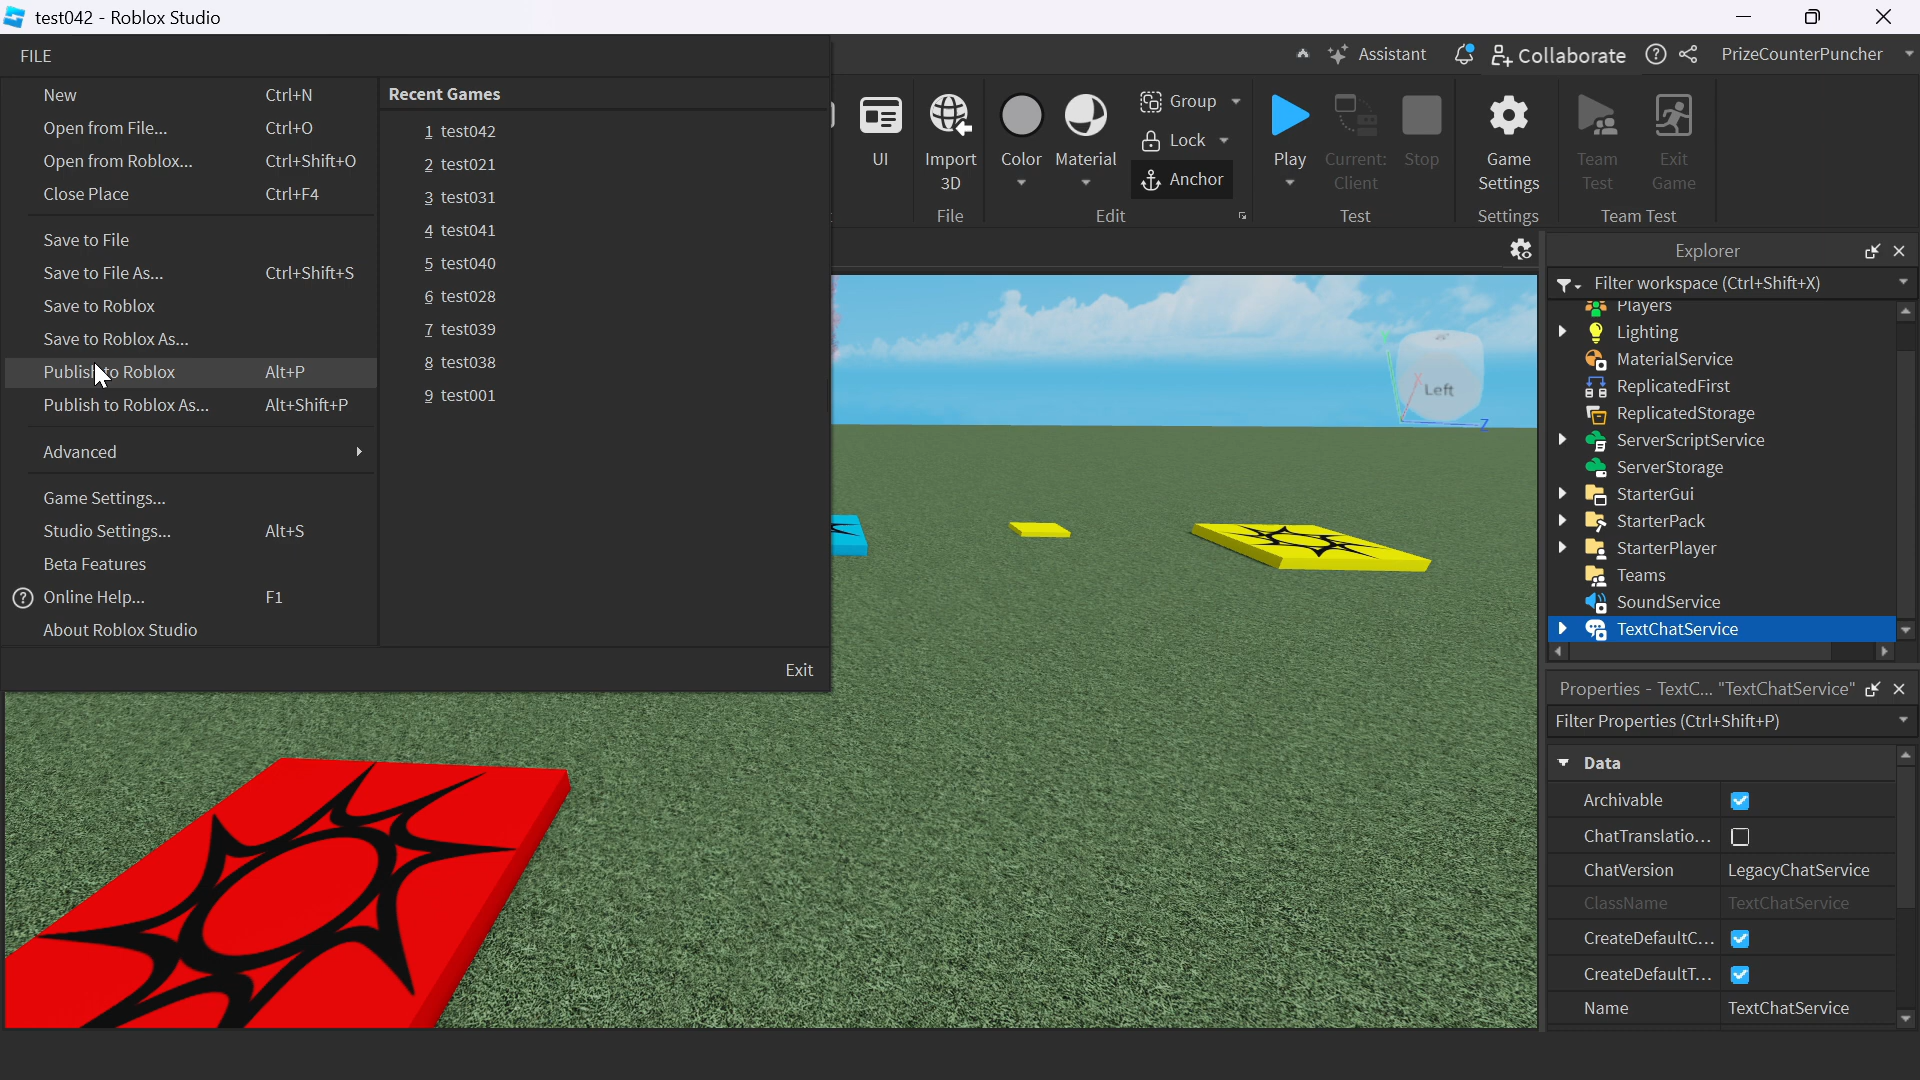 test042 - Roblox Studio
FILE
Assistant
Collaborate
PrizeCounterPuncher
New Ctrl+N
Open from File... Ctrl+O
Open from Roblox... Ctrl+Shift+O
Close Place Ctrl+F4
Save to File
Save to File As... Ctrl+Shift+S
Save to Roblox
Save to Roblox As...
Publish to Roblox Alt+P
Publish to Roblox As... Alt+Shift+P
Advanced
Game Settings...
Studio Settings... Alt+S
Beta Features
Online Help... F1
About Roblox Studio
Exit
Recent Games
1 test042
2 test021
3 test031
4 test041
5 test040
6 test028
7 test039
8 test038
9 test001
UI
Import 3D
File
Color
Material
Group
Lock
Anchor
Edit
Play
Current: Client
Stop
Test
Game Settings
Settings
Team Test
Exit Game
Team Test
Left
X
Y
Z
Explorer
Filter workspace (Ctrl+Shift+X)
Players
Lighting
MaterialService
ReplicatedFirst
ReplicatedStorage
ServerScriptService
ServerStorage
StarterGui
StarterPack
StarterPlayer
Teams
SoundService
TextChatService
Properties - TextC... "TextChatService"
Filter Properties (Ctrl+Shift+P)
Data
Archivable
ChatTranslatio...
ChatVersion LegacyChatService
ClassName TextChatService
CreateDefaultC...
CreateDefaultT...
Name TextChatService